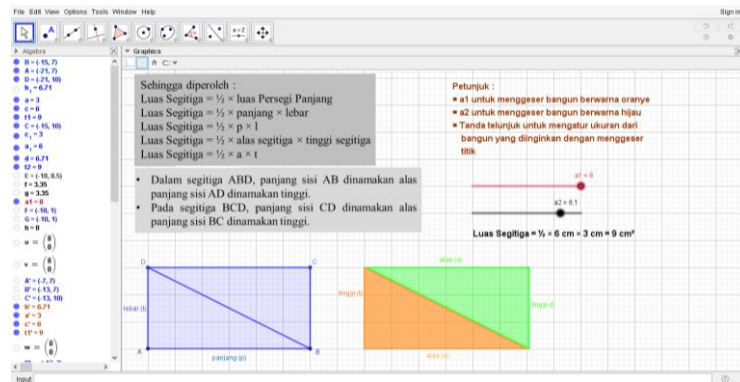 File Edit View Options Tools Window Help
Sign in
Algebra
Graphics
B = (-15, 7)
A = (-21, 7)
D = (-21, 10)
b₁ = 6.71
a = 3
c = 6
t1 = 9
C = (-15, 10)
c₁ = 3
a₁ = 6
d = 6.71
t2 = 9
E = (-18, 8.5)
f = 3.35
g = 3.35
a1 = 8
F = (-18, 1)
G = (-10, 1)
h = 8
A' = (-7, 7)
B' = (-13, 7)
C' = (-13, 10)
b' = 6.71
a' = 3
c' = 6
t1' = 9
Input
Sehingga diperoleh :
Luas Segitiga = ½ × luas Persegi Panjang
Luas Segitiga = ½ × panjang × lebar
Luas Segitiga = ½ × p × l
Luas Segitiga = ½ × alas segitiga × tinggi segitiga
Luas Segitiga = ½ × a × t
• Dalam segitiga ABD, panjang sisi AB dinamakan alas
panjang sisi AD dinamakan tinggi.
• Pada segitiga BCD, panjang sisi CD dinamakan alas
panjang sisi BC dinamakan tinggi.
Petunjuk :
* a1 untuk menggeser bangun berwarna oranye
* a2 untuk menggeser bangun berwarna hijau
* Tanda telunjuk untuk mengatur ukuran dari
bangun yang diinginkan dengan menggeser
titik
a1 = 8
a2 = 8.1
Luas Segitiga = ½ × 6 cm × 3 cm = 9 cm²
D
C
lebar (l)
A
B
panjang (p)
alas (a)
tinggi (t)
tinggi (t)
alas (a)